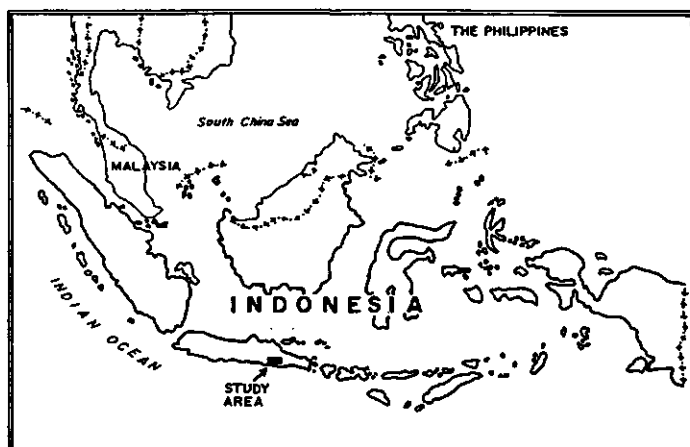 THE PHILIPPINES
South China Sea
MALAYSIA
INDONESIA
INDIAN OCEAN
STUDY
AREA